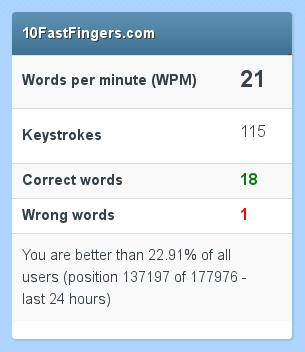 10FastFingers.com
Words per minute (WPM) 21
Keystrokes 115
Correct words 18
Wrong words 1
You are better than 22.91% of all
users (position 137197 of 177976 -
last 24 hours)